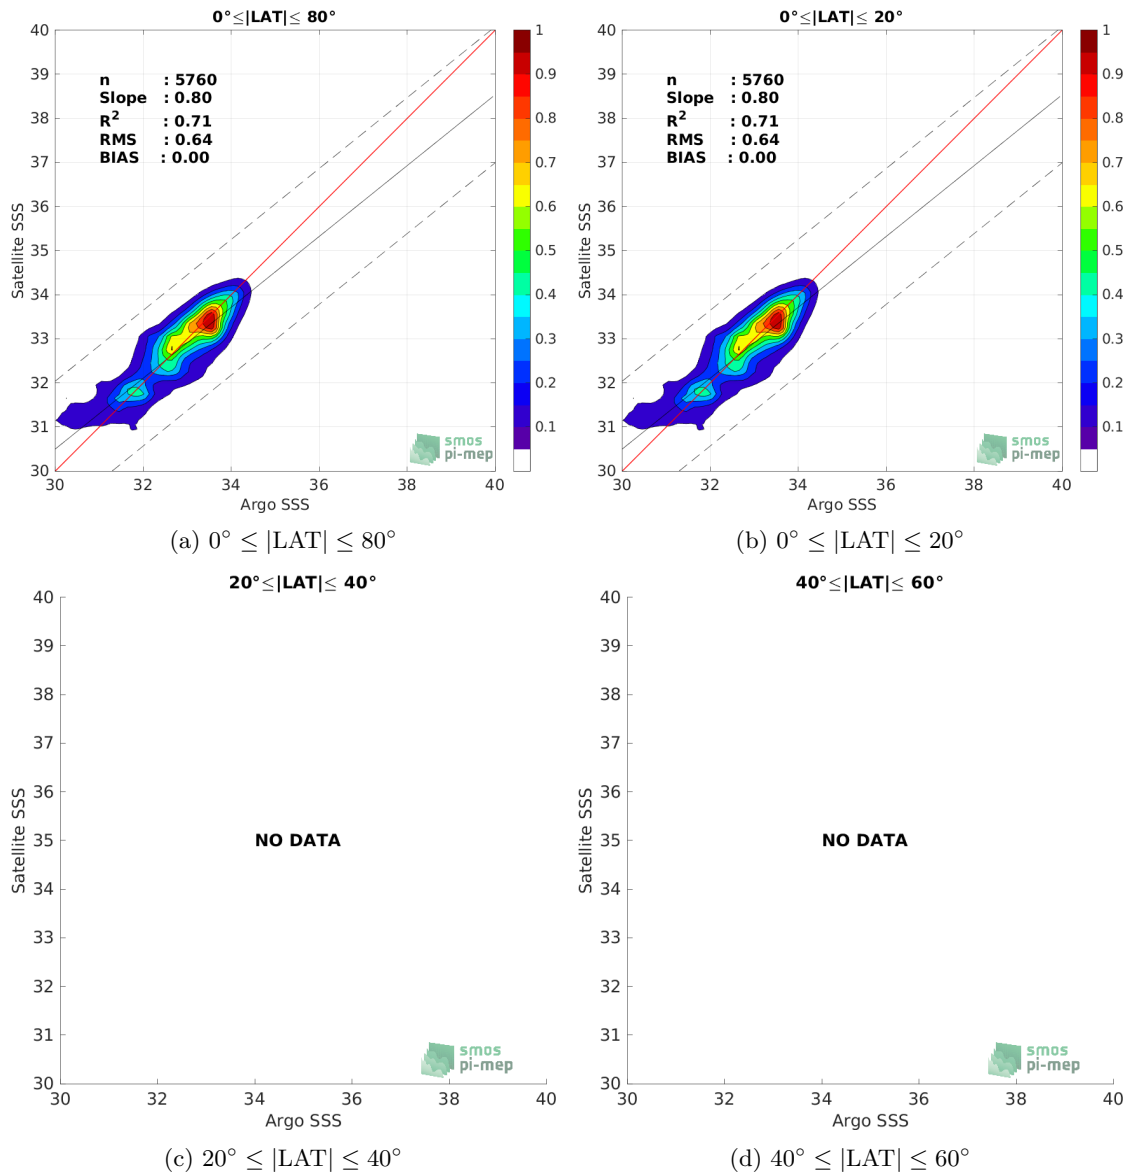 0°≤|LAT|≤ 80°
40
39
38
37
36
35
34
33
32
31
30
Satellite SSS
n : 5760
Slope : 0.80
R² : 0.71
RMS : 0.64
BIAS : 0.00
smos
pi-mep
30 32 34 36 38 40
Argo SSS
1
0.9
0.8
0.7
0.6
0.5
0.4
0.3
0.2
0.1
(a) 0° ≤ |LAT| ≤ 80°
0°≤|LAT|≤ 20°
40
39
38
37
36
35
34
33
32
31
30
Satellite SSS
n : 5760
Slope : 0.80
R² : 0.71
RMS : 0.64
BIAS : 0.00
smos
pi-mep
30 32 34 36 38 40
Argo SSS
1
0.9
0.8
0.7
0.6
0.5
0.4
0.3
0.2
0.1
(b) 0° ≤ |LAT| ≤ 20°
20°≤|LAT|≤ 40°
40
39
38
37
36
35
34
33
32
31
30
Satellite SSS
NO DATA
smos
pi-mep
30 32 34 36 38 40
Argo SSS
(c) 20° ≤ |LAT| ≤ 40°
40°≤|LAT|≤ 60°
40
39
38
37
36
35
34
33
32
31
30
Satellite SSS
NO DATA
smos
pi-mep
30 32 34 36 38 40
Argo SSS
(d) 40° ≤ |LAT| ≤ 60°